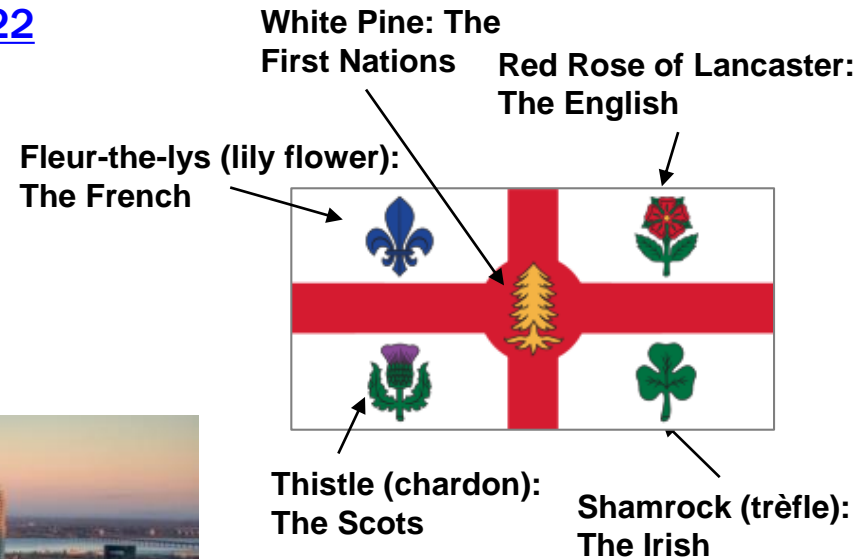 22
White Pine: The
First Nations
Red Rose of Lancaster:
The English
Fleur-the-lys (lily flower):
The French
Thistle (chardon):
The Scots
Shamrock (trèfle):
The Irish